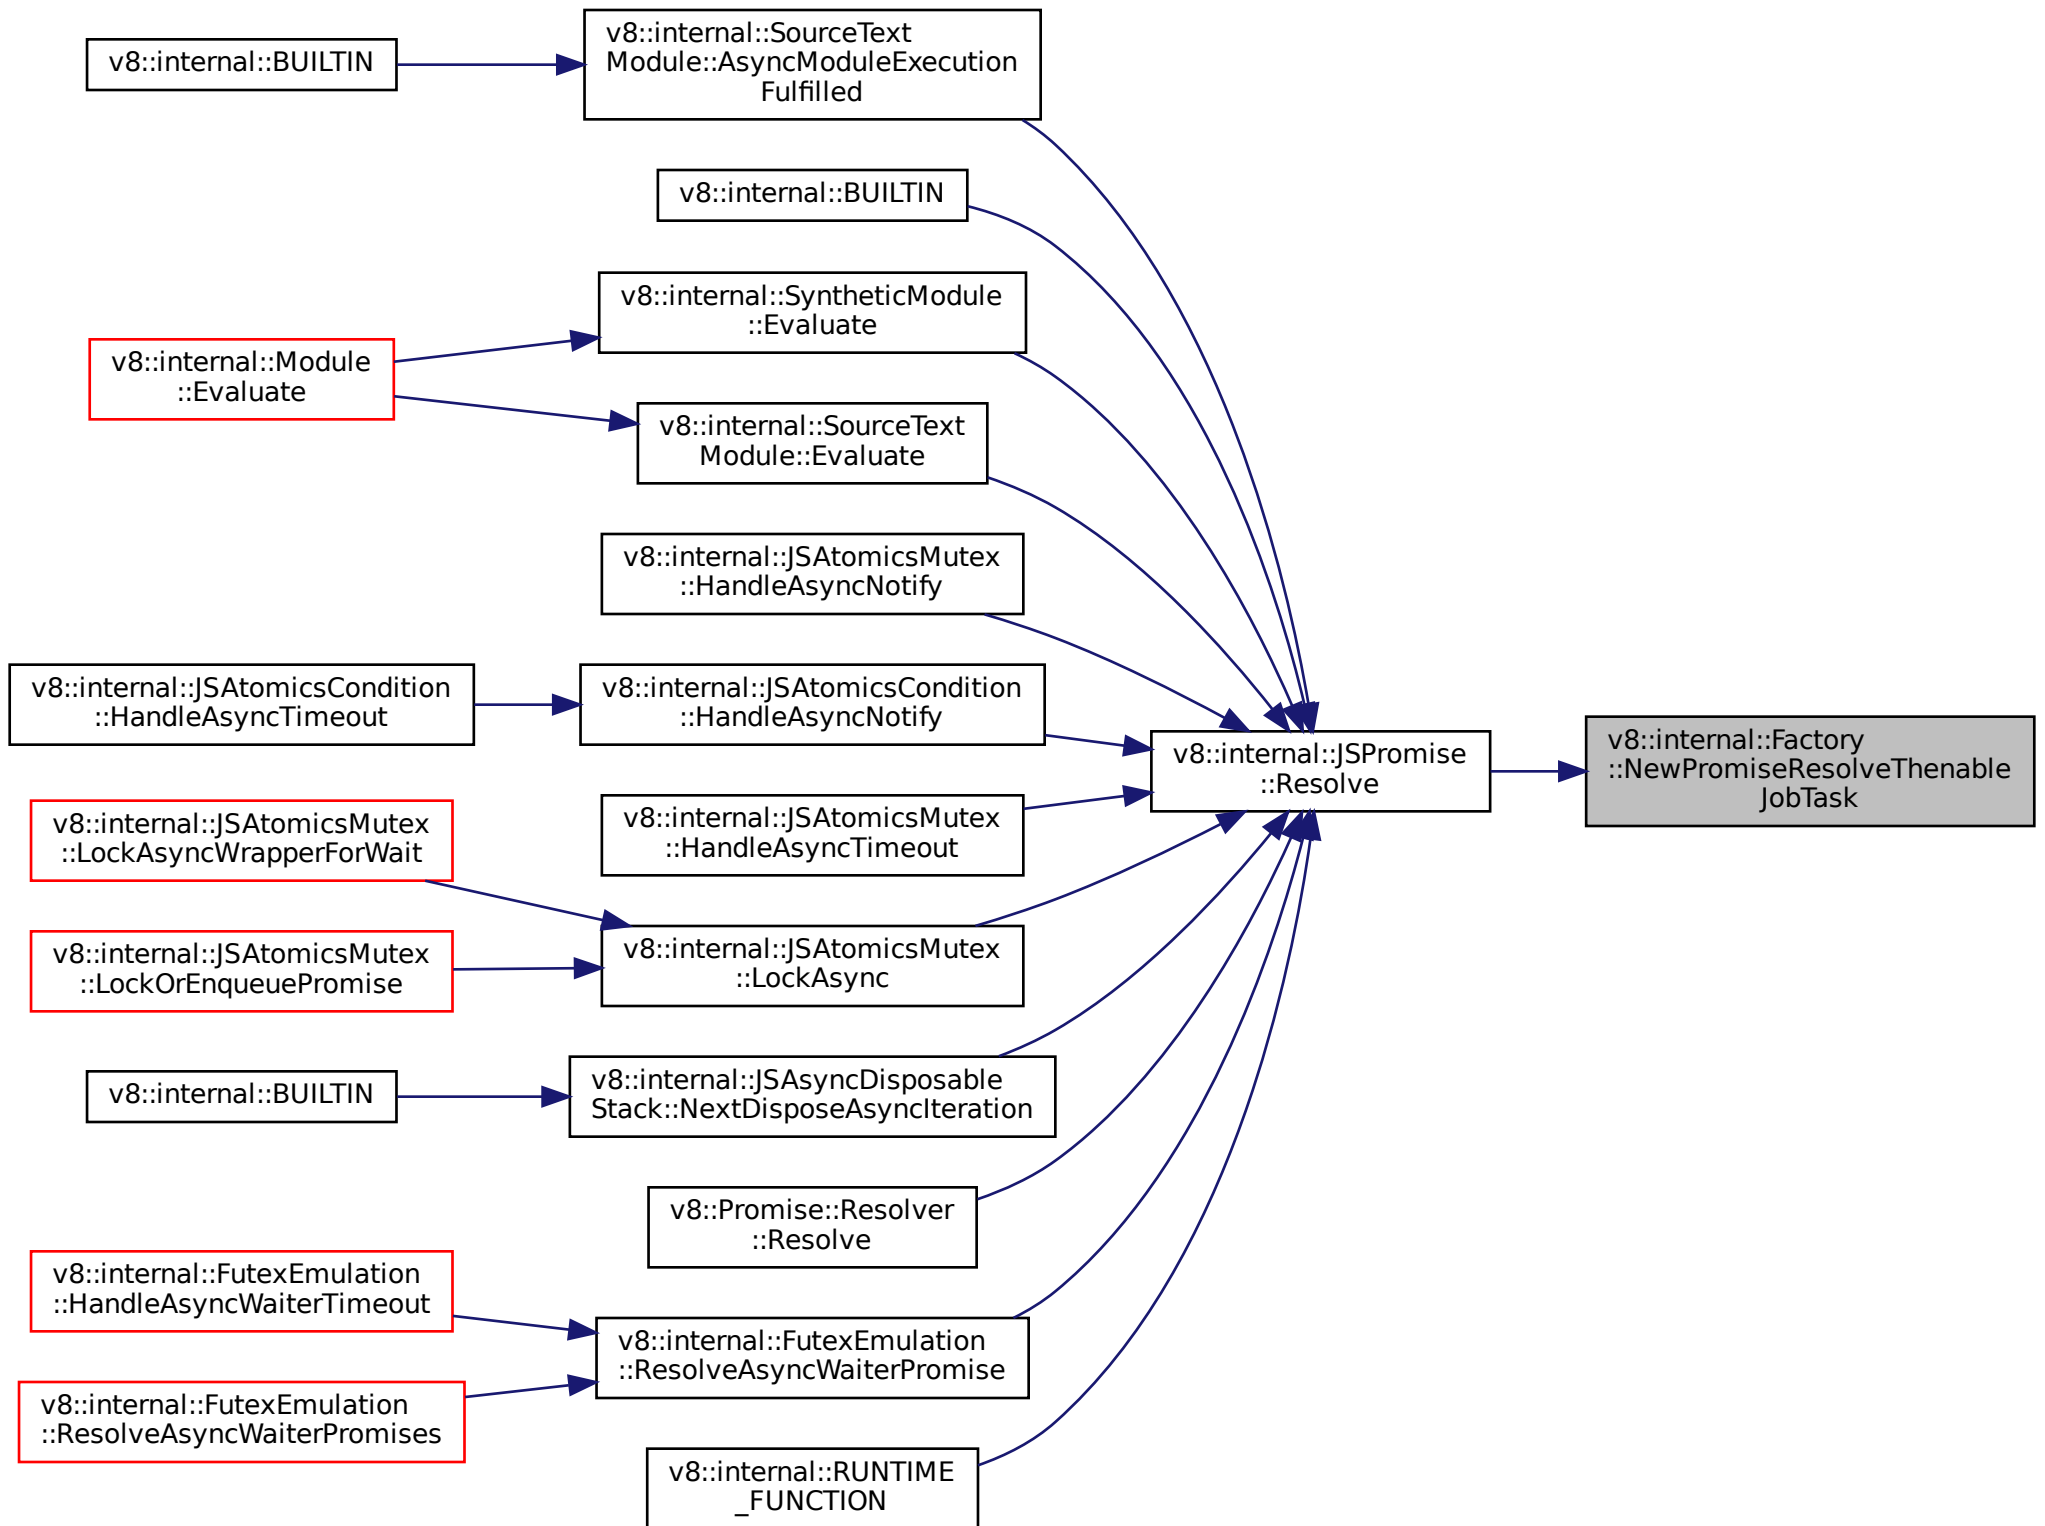 v8::internal::BUILTIN
v8::internal::SourceText
Module::AsyncModuleExecution
Fulfilled
v8::internal::BUILTIN
v8::internal::SyntheticModule
::Evaluate
v8::internal::Module
::Evaluate
v8::internal::SourceText
Module::Evaluate
v8::internal::JSAtomicsMutex
::HandleAsyncNotify
v8::internal::JSAtomicsCondition
::HandleAsyncTimeout
v8::internal::JSAtomicsCondition
::HandleAsyncNotify
v8::internal::JSPromise
::Resolve
v8::internal::Factory
::NewPromiseResolveThenable
JobTask
v8::internal::JSAtomicsMutex
::LockAsyncWrapperForWait
v8::internal::JSAtomicsMutex
::HandleAsyncTimeout
v8::internal::JSAtomicsMutex
::LockOrEnqueuePromise
v8::internal::JSAtomicsMutex
::LockAsync
v8::internal::BUILTIN
v8::internal::JSAsyncDisposable
Stack::NextDisposeAsyncIteration
v8::Promise::Resolver
::Resolve
v8::internal::FutexEmulation
::HandleAsyncWaiterTimeout
v8::internal::FutexEmulation
::ResolveAsyncWaiterPromise
v8::internal::FutexEmulation
::ResolveAsyncWaiterPromises
v8::internal::RUNTIME
_FUNCTION